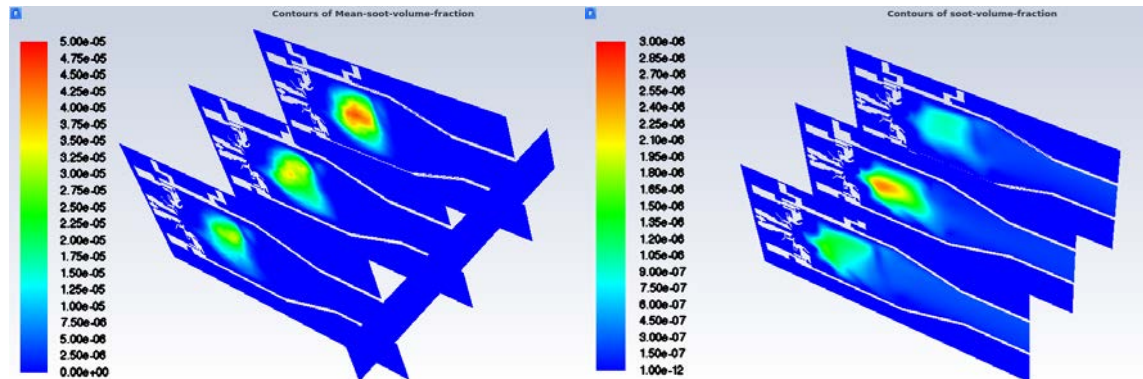 Contours of Mean-soot-volume-fraction
5.00e-05
4.75e-05
4.50e-05
4.25e-05
4.00e-05
3.75e-05
3.50e-05
3.25e-05
3.00e-05
2.75e-05
2.50e-05
2.25e-05
2.00e-05
1.75e-05
1.50e-05
1.25e-05
1.00e-05
7.50e-06
5.00e-06
2.50e-06
0.00e+00
Contours of soot-volume-fraction
3.00e-06
2.85e-06
2.70e-06
2.55e-06
2.40e-06
2.25e-06
2.10e-06
1.95e-06
1.80e-06
1.65e-06
1.50e-06
1.35e-06
1.20e-06
1.05e-06
9.00e-07
7.50e-07
6.00e-07
4.50e-07
3.00e-07
1.50e-07
1.00e-12